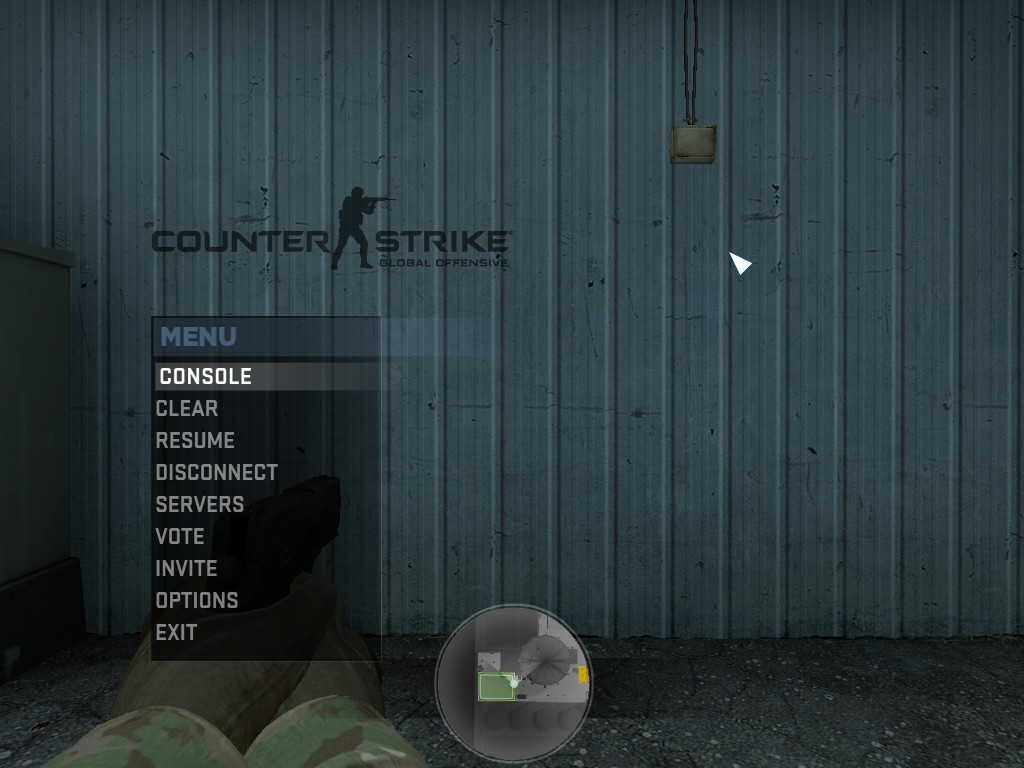 COUNTER STRIKE
GLOBAL OFFENSIVE
MENU
CONSOLE
CLEAR
RESUME
DISCONNECT
SERVERS
VOTE
INVITE
OPTIONS
EXIT